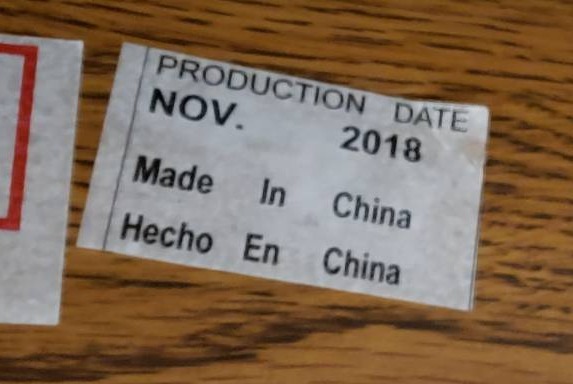 PRODUCTION DATE
NOV. 2018
Made In China
Hecho En China